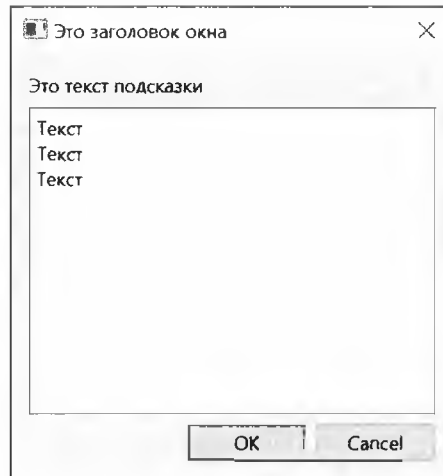 Это заголовок окна
Это текст подсказки
Текст
Текст
Текст
OK
Cancel